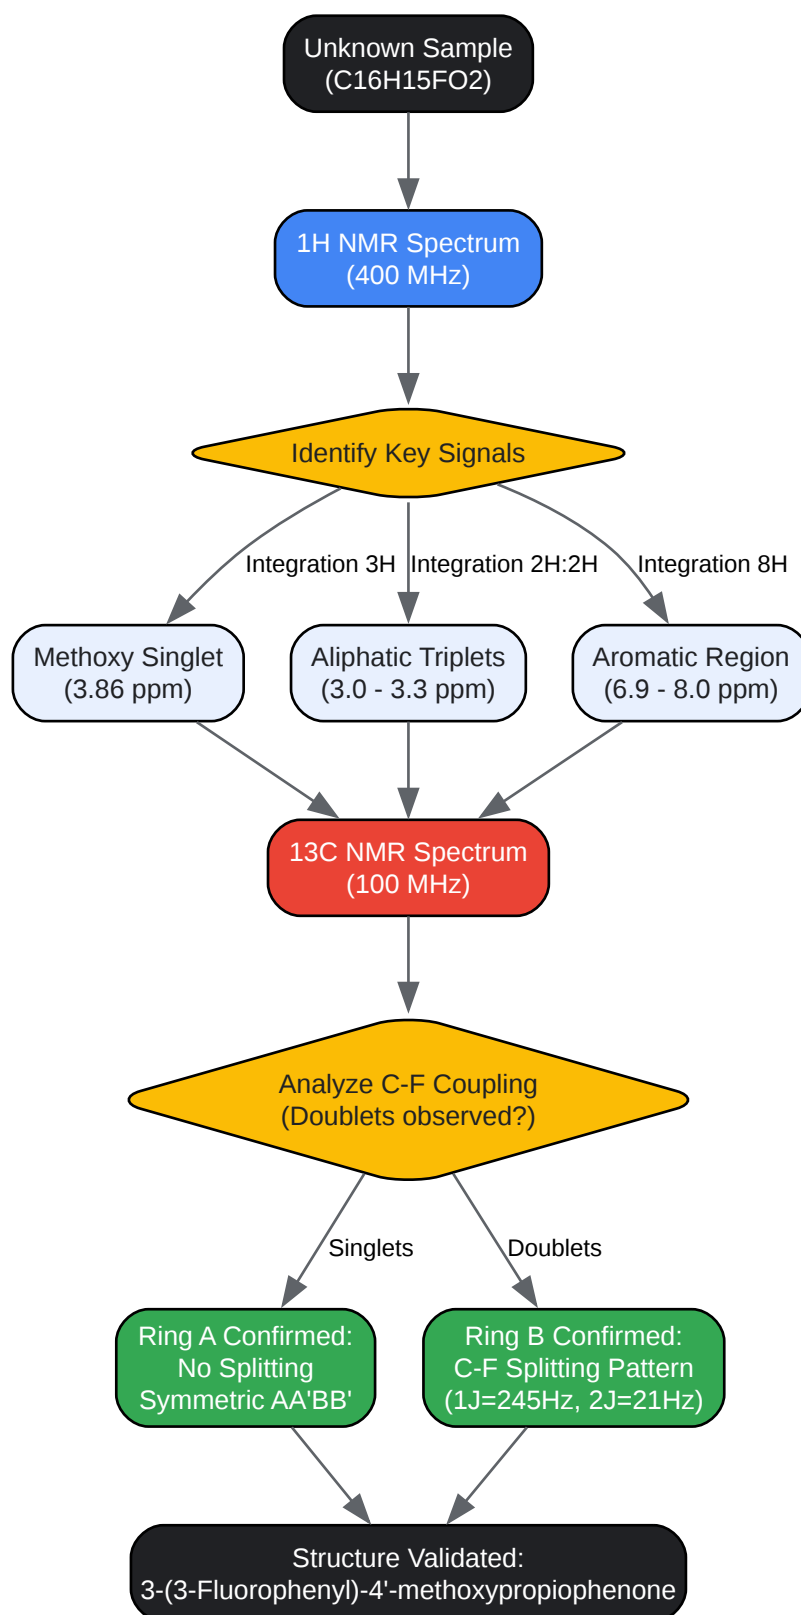 Unknown Sample
(C16H15FO2)
1H NMR Spectrum
(400 MHz)
Identify Key Signals
Integration 3H
Integration 2H:2H
Integration 8H
Methoxy Singlet
(3.86 ppm)
Aliphatic Triplets
(3.0 - 3.3 ppm)
Aromatic Region
(6.9 - 8.0 ppm)
13C NMR Spectrum
(100 MHz)
Analyze C-F Coupling
(Doublets observed?)
Singlets
Doublets
Ring A Confirmed:
No Splitting
Symmetric AA'BB'
Ring B Confirmed:
C-F Splitting Pattern
(1J=245Hz, 2J=21Hz)
Structure Validated:
3-(3-Fluorophenyl)-4'-methoxypropiophenone